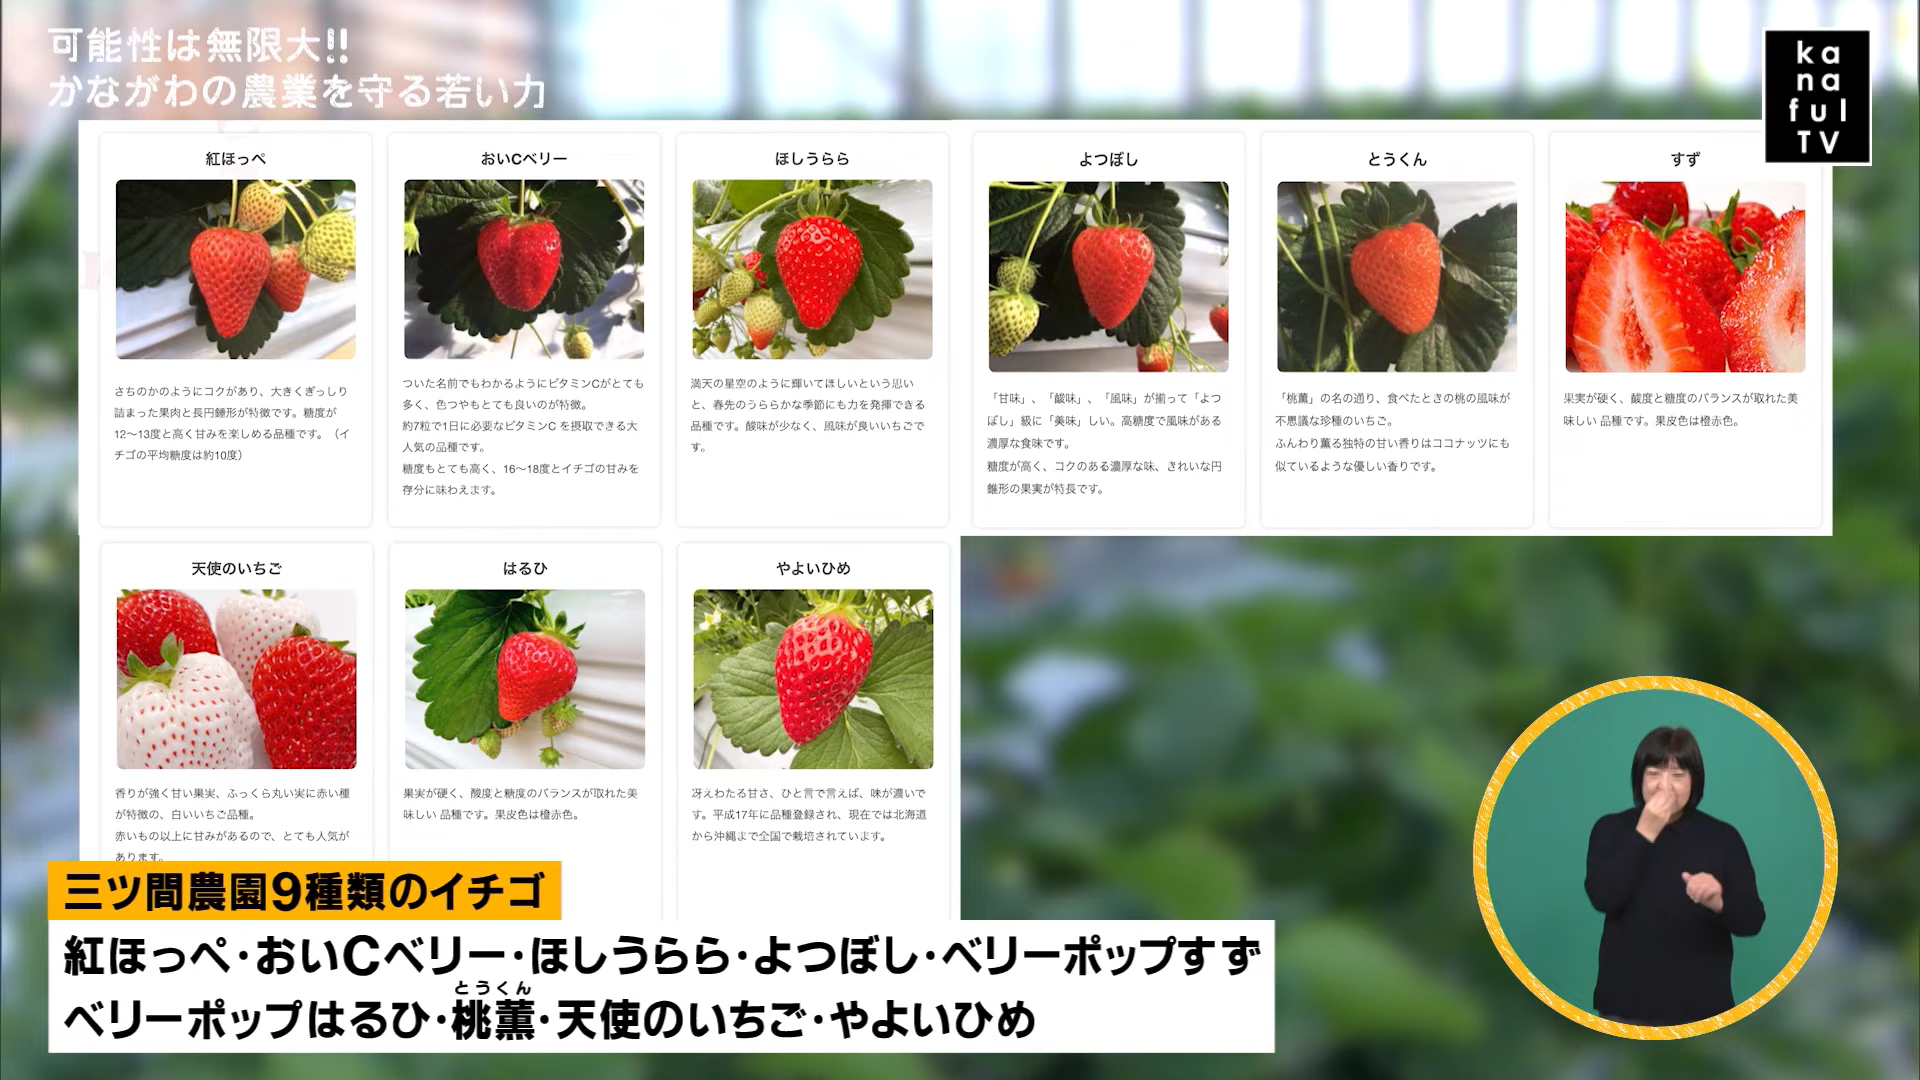 可能性は無限大!!
かながわの農業を守る若い力
kanafulTV
紅ほっぺ
さちのかのようにコクがあり、大きくぎっしり
詰まった果肉と長円錐形が特徴です。糖度が
12〜13度と高く甘みを楽しめる品種です。（イ
チゴの平均糖度は約10度）
おいCベリー
ついた名前でもわかるようにビタミンCがとても
多く、色つやもとても良いのが特徴。
約7粒で1日に必要なビタミンC を摂取できる大
人気の品種です。
糖度もとても高く、16〜18度とイチゴの甘みを
存分に味わえます。
ほしうらら
満天の星空のように輝いてほしいという思い
と、春先のうららかな季節にも力を発揮できる
品種です。酸味が少なく、風味が良いいちごで
す。
よつぼし
「甘味」、「酸味」、「風味」が揃って「よつ
ぼし」級に「美味」しい。高糖度で風味がある
濃厚な食味です。
糖度が高く、コクのある濃厚な味、きれいな円
錐形の果実が特長です。
とうくん
「桃薫」の名の通り、食べたときの桃の風味が
不思議な珍種のいちご。
ふんわり薫る独特の甘い香りはココナッツにも
似ているような優しい香りです。
すず
果実が硬く、酸度と糖度のバランスが取れた美
味しい 品種です。果皮色は橙赤色。
天使のいちご
香りが強く甘い果実、ふっくら丸い実に赤い種
が特徴の、白いいちご品種。
赤いもの以上に甘みがあるので、とても人気が
あります。
はるひ
果実が硬く、酸度と糖度のバランスが取れた美
味しい 品種です。果皮色は橙赤色。
やよいひめ
冴えわたる甘さ、ひと言で言えば、味が濃いで
す。平成17年に品種登録され、現在では北海道
から沖縄まで全国で栽培されています。
三ツ間農園9種類のイチゴ
紅ほっぺ・おいCベリー・ほしうらら・よつぼし・ベリーポップすず
とうくん
ベリーポップはるひ・桃薫・天使のいちご・やよいひめ